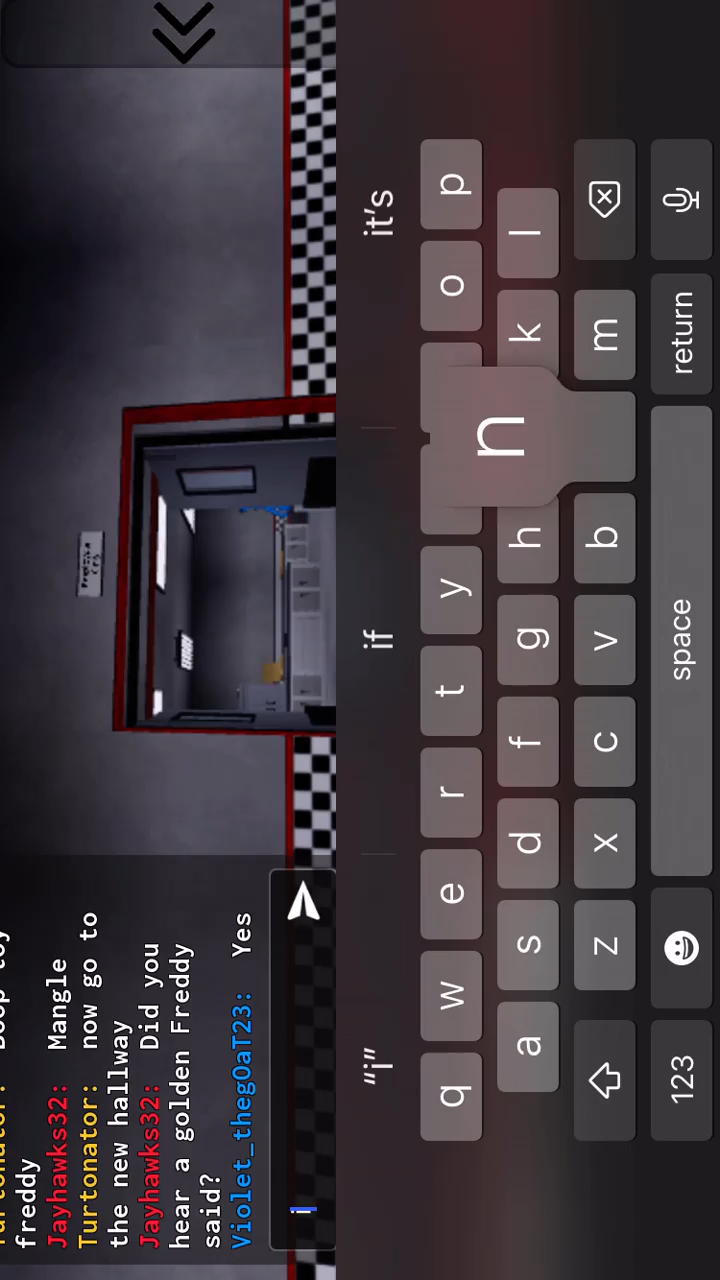 freddy
Jayhawks32: Mangle
Turtonator: now go to
the new hallway
Jayhawks32: Did you
hear a golden Freddy
said?
Violet_thegOaT23: Yes
i
"i" if it's
q w e r t y o p
a s d f g h k l
z x c v b n m
123 space return